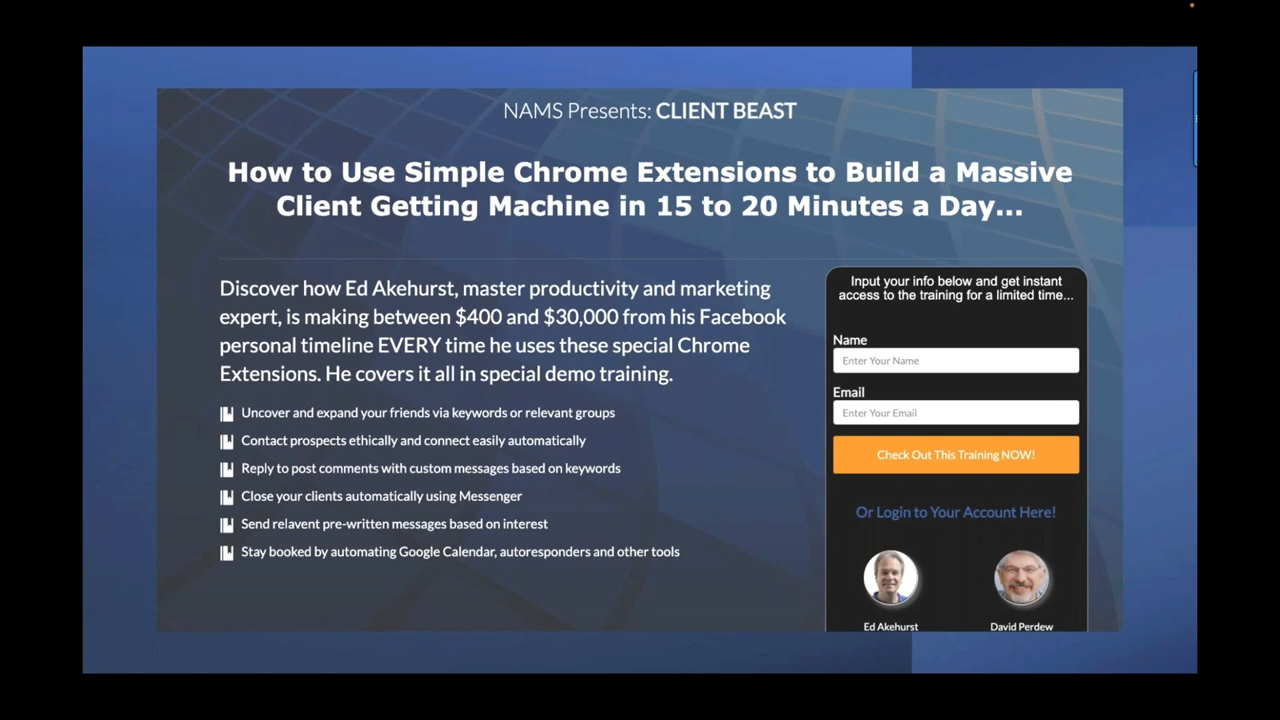 NAMS Presents: CLIENT BEAST
How to Use Simple Chrome Extensions to Build a Massive
Client Getting Machine in 15 to 20 Minutes a Day...
Discover how Ed Akehurst, master productivity and marketing
expert, is making between $400 and $30,000 from his Facebook
personal timeline EVERY time he uses these special Chrome
Extensions. He covers it all in special demo training.
Uncover and expand your friends via keywords or relevant groups
Contact prospects ethically and connect easily automatically
Reply to post comments with custom messages based on keywords
Close your clients automatically using Messenger
Send relavent pre-written messages based on interest
Stay booked by automating Google Calendar, autoresponders and other tools
Input your info below and get instant
access to the training for a limited time...
Name
Enter Your Name
Email
Enter Your Email
Check Out This Training NOW!
Or Login to Your Account Here!
Ed Akehurst
David Perdew